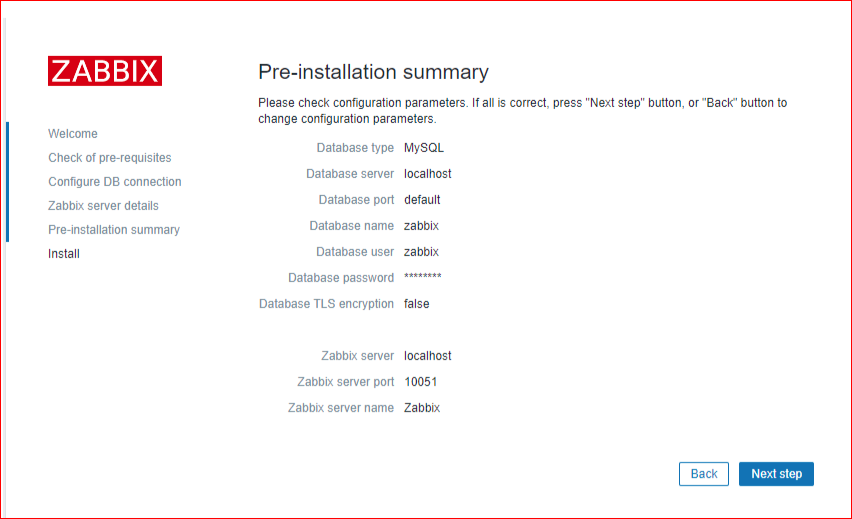 ZABBIX
Pre-installation summary
Please check configuration parameters. If all is correct, press "Next step" button, or "Back" button to
change configuration parameters.
Welcome
Check of pre-requisites
Configure DB connection
Zabbix server details
Pre-installation summary
Install
Database type MySQL
Database server localhost
Database port default
Database name zabbix
Database user zabbix
Database password ********
Database TLS encryption false
Zabbix server localhost
Zabbix server port 10051
Zabbix server name Zabbix
Back Next step